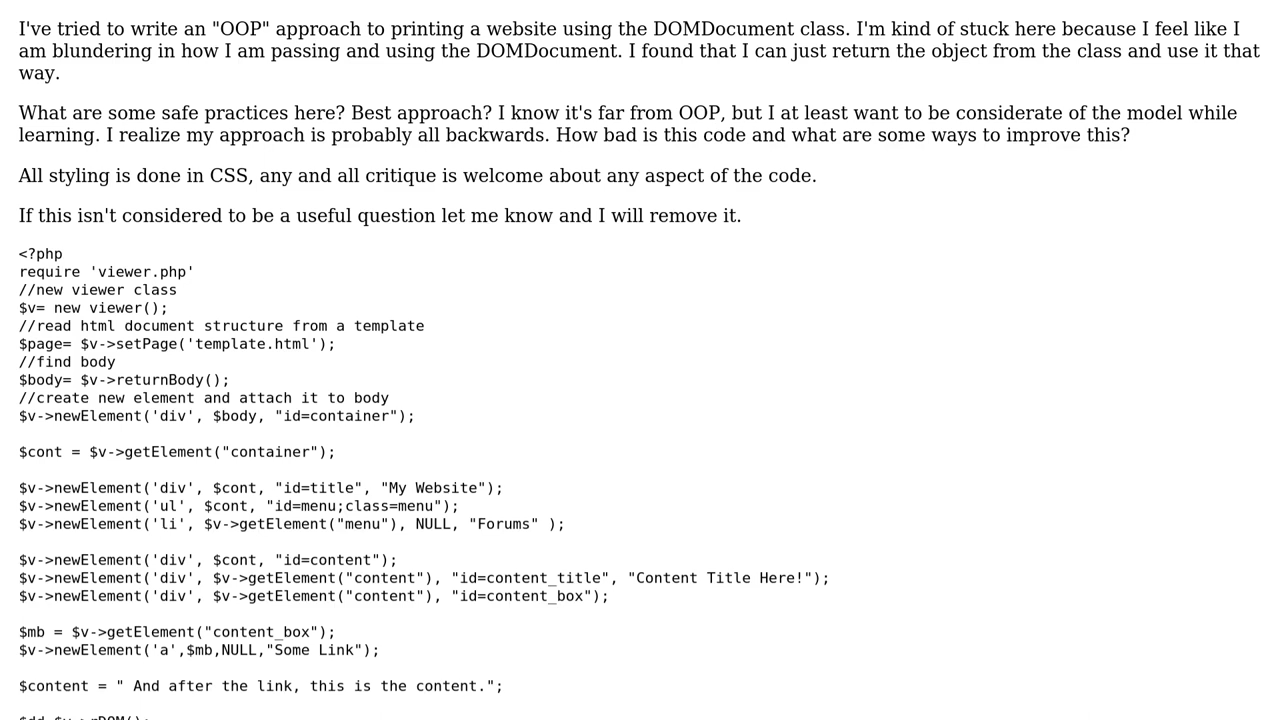 I've tried to write an "OOP" approach to printing a website using the DOMDocument class. I'm kind of stuck here because I feel like I
am blundering in how I am passing and using the DOMDocument. I found that I can just return the object from the class and use it that
way.
What are some safe practices here? Best approach? I know it's far from OOP, but I at least want to be considerate of the model while
learning. I realize my approach is probably all backwards. How bad is this code and what are some ways to improve this?
All styling is done in CSS, any and all critique is welcome about any aspect of the code.
If this isn't considered to be a useful question let me know and I will remove it.
<?php
require 'viewer.php'
//new viewer class
$v= new viewer();
//read html document structure from a template
$page= $v->setPage('template.html');
//find body
$body= $v->returnBody();
//create new element and attach it to body
$v->newElement('div', $body, "id=container");
$cont = $v->getElement("container");
$v->newElement('div', $cont, "id=title", "My Website");
$v->newElement('ul', $cont, "id=menu;class=menu");
$v->newElement('li', $v->getElement("menu"), NULL, "Forums" );
$v->newElement('div', $cont, "id=content");
$v->newElement('div', $v->getElement("content"), "id=content_title", "Content Title Here!");
$v->newElement('div', $v->getElement("content"), "id=content_box");
$mb = $v->getElement("content_box");
$v->newElement('a',$mb,NULL,"Some Link");
$content = " And after the link, this is the content.";